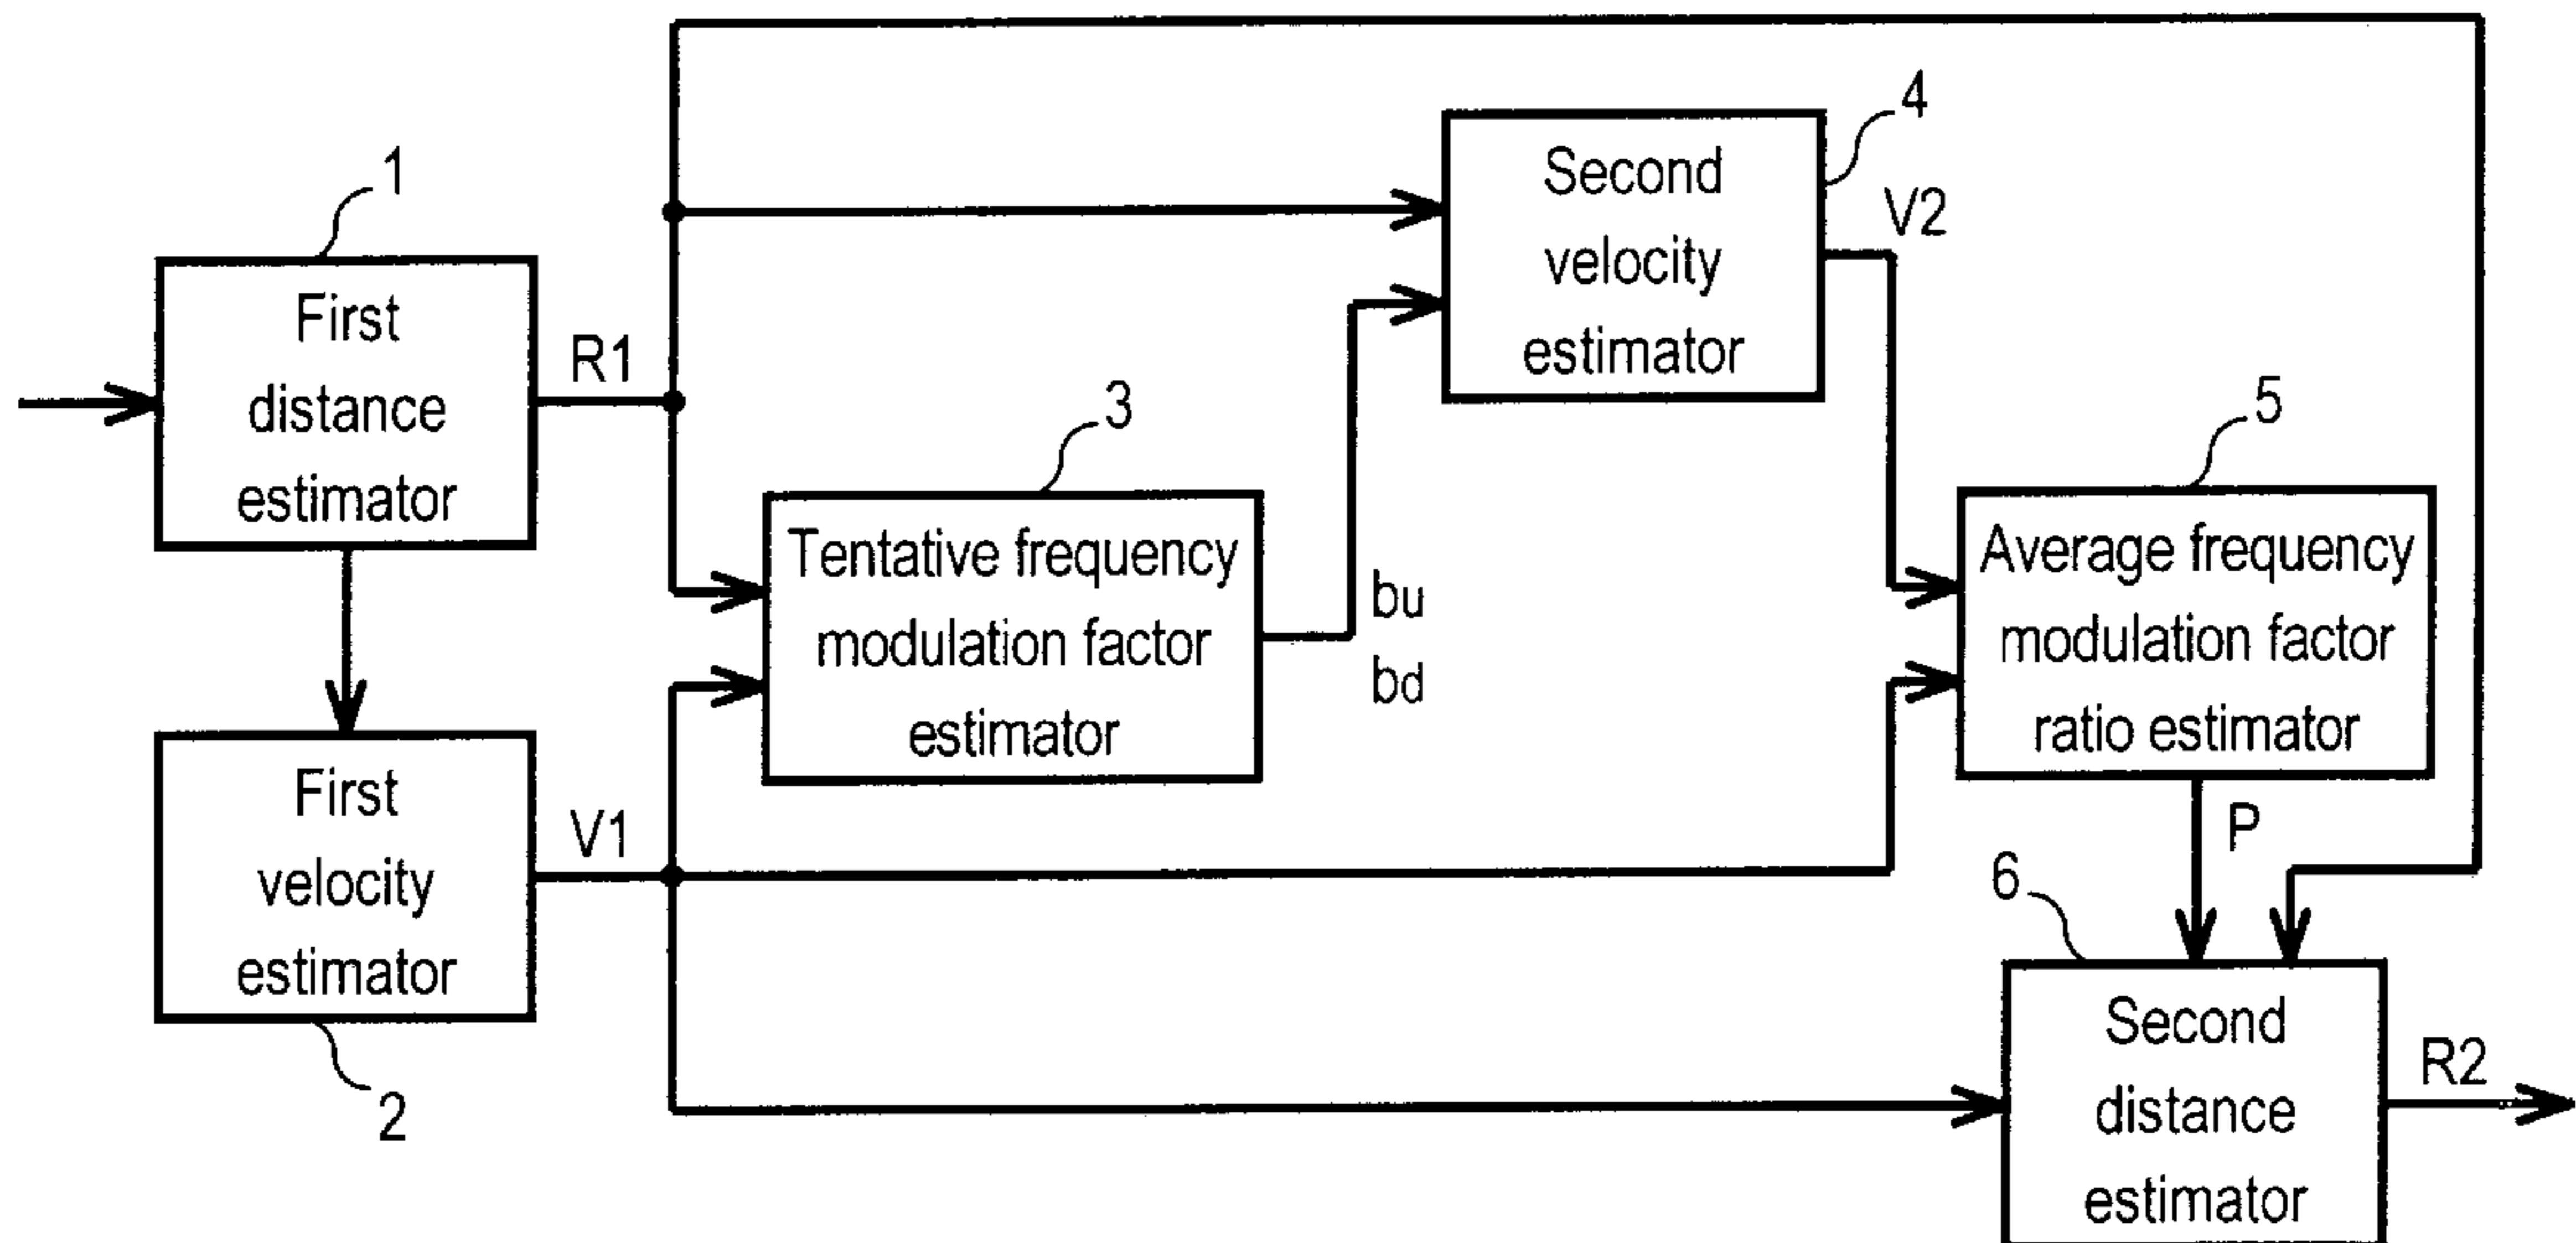 1
First
distance
estimator
R1
2
First
velocity
estimator
V1
3
Tentative frequency
modulation factor
estimator
bu
bd
4
Second
velocity
estimator
V2
5
Average frequency
modulation factor
ratio estimator
P
6
Second
distance
estimator
R2